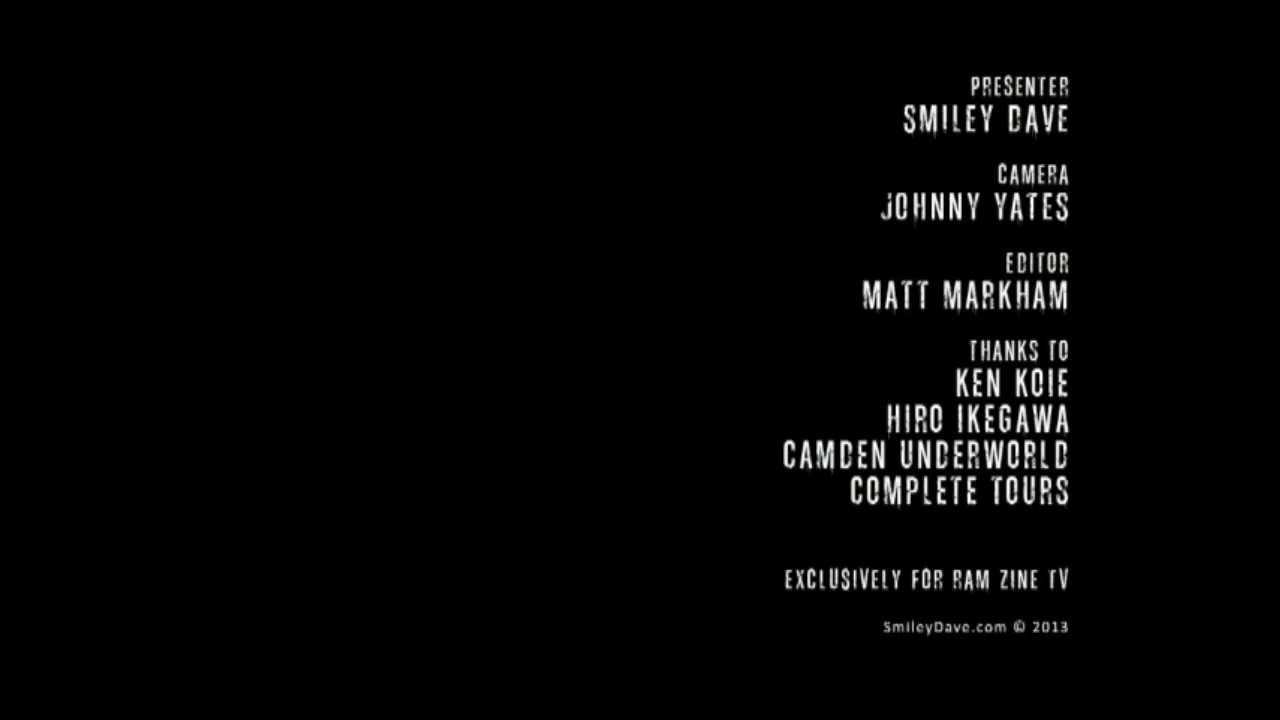 PRESENTER
SMILEY DAVE
CAMERA
JOHNNY YATES
EDITOR
MATT MARKHAM
THANKS TO
KEN KOIE
HIRO IKEGAWA
CAMDEN UNDERWORLD
COMPLETE TOURS
EXCLUSIVELY FOR RAM ZINE TV
SmileyDave.com © 2013